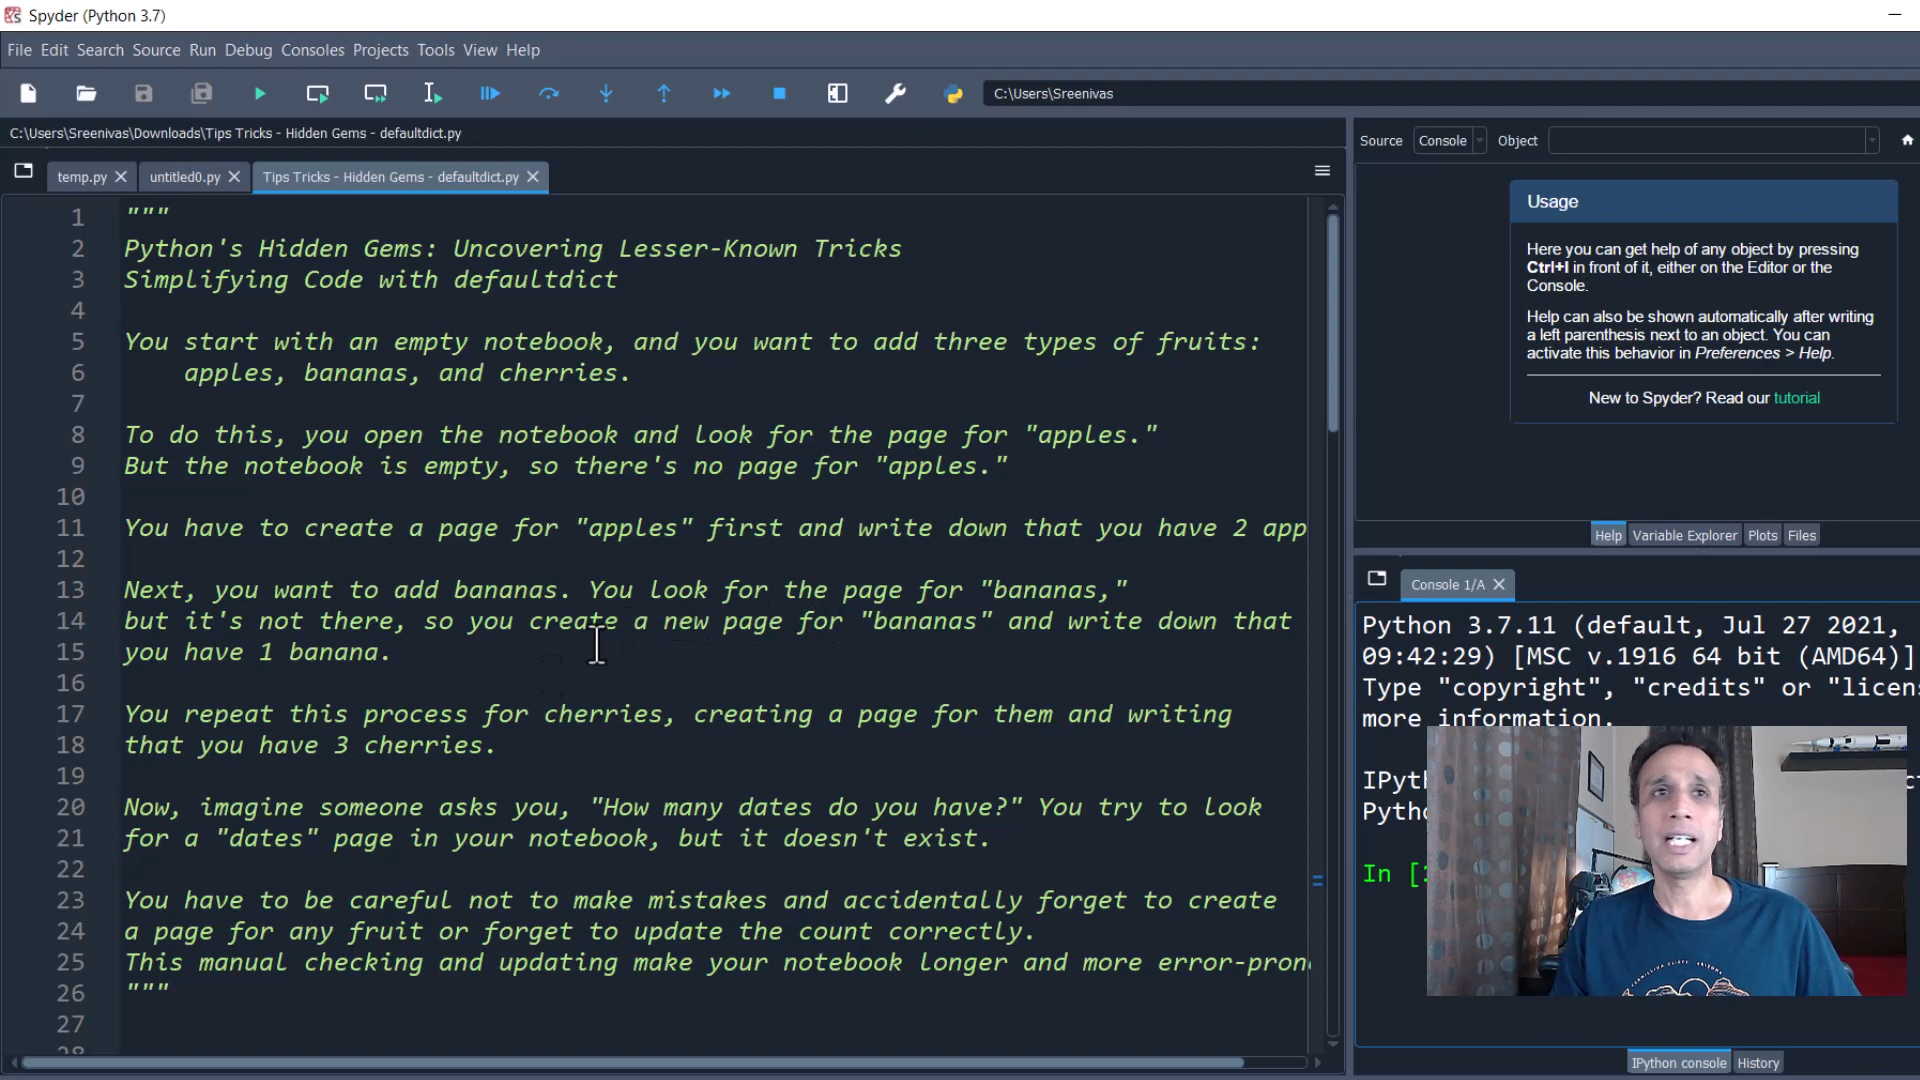 Spyder (Python 3.7)
File Edit Search Source Run Debug Consoles Projects Tools View Help
C:\Users\Sreenivas
C:\Users\Sreenivas\Downloads\Tips Tricks - Hidden Gems - defaultdict.py
temp.py untitled0.py Tips Tricks - Hidden Gems - defaultdict.py
1 """
2 Python's Hidden Gems: Uncovering Lesser-Known Tricks
3 Simplifying Code with defaultdict
4
5 You start with an empty notebook, and you want to add three types of fruits:
6 apples, bananas, and cherries.
7
8 To do this, you open the notebook and look for the page for "apples."
9 But the notebook is empty, so there's no page for "apples."
10
11 You have to create a page for "apples" first and write down that you have 2 app
12
13 Next, you want to add bananas. You look for the page for "bananas,"
14 but it's not there, so you create a new page for "bananas" and write down that
15 you have 1 banana.
16
17 You repeat this process for cherries, creating a page for them and writing
18 that you have 3 cherries.
19
20 Now, imagine someone asks you, "How many dates do you have?" You try to look
21 for a "dates" page in your notebook, but it doesn't exist.
22
23 You have to be careful not to make mistakes and accidentally forget to create
24 a page for any fruit or forget to update the count correctly.
25 This manual checking and updating make your notebook longer and more error-prone
26 """
27
28
Source Console Object
Usage
Here you can get help of any object by pressing
Ctrl+I in front of it, either on the Editor or the
Console.
Help can also be shown automatically after writing
a left parenthesis next to an object. You can
activate this behavior in Preferences > Help.
New to Spyder? Read our tutorial
Help Variable Explorer Plots Files
Console 1/A
Python 3.7.11 (default, Jul 27 2021,
09:42:29) [MSC v.1916 64 bit (AMD64)]
Type "copyright", "credits" or "licens
more information.
IPyth
Pytho
In [
IPython console History